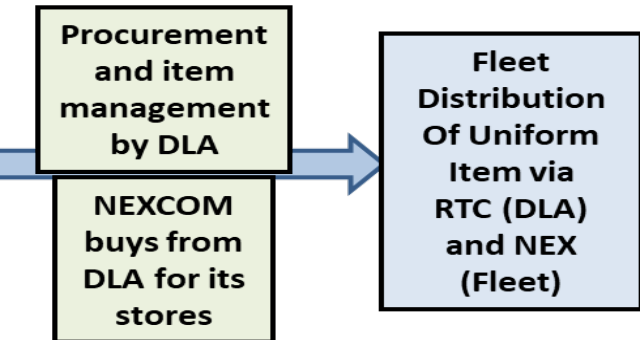 Procurement
and item
management
by DLA
NEXCOM
buys from
DLA for its
stores
Fleet
Distribution
Of Uniform
Item via
RTC (DLA)
and NEX
(Fleet)